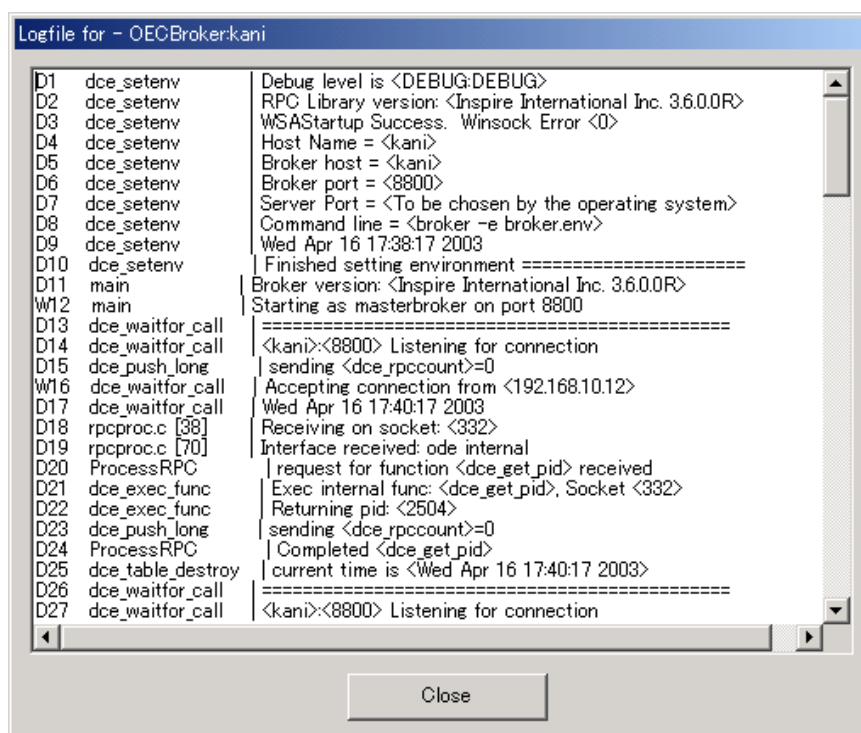 Logfile for - OECBroker:kani
D1 dce_setenv | Debug level is <DEBUG:DEBUG>
D2 dce_setenv | RPC Library version: <Inspire International Inc. 3.6.0.0R>
D3 dce_setenv | WSAStartup Success. Winsock Error <0>
D4 dce_setenv | Host Name = <kani>
D5 dce_setenv | Broker host = <kani>
D6 dce_setenv | Broker port = <8800>
D7 dce_setenv | Server Port = <To be chosen by the operating system>
D8 dce_setenv | Command line = <broker -e broker.env>
D9 dce_setenv | Wed Apr 16 17:38:17 2003
D10 dce_setenv | Finished setting environment ======================
D11 main | Broker version: <Inspire International Inc. 3.6.0.0R>
W12 main | Starting as masterbroker on port 8800
D13 dce_waitfor_call | ==============================================
D14 dce_waitfor_call | <kani>:<8800> Listening for connection
D15 dce_push_long | sending <dce_rpccount>=0
W16 dce_waitfor_call | Accepting connection from <192.168.10.12>
D17 dce_waitfor_call | Wed Apr 16 17:40:17 2003
D18 rpcproc.c [38] | Receiving on socket: <332>
D19 rpcproc.c [70] | Interface received: ode internal
D20 ProcessRPC | request for function <dce_get_pid> received
D21 dce_exec_func | Exec internal func: <dce_get_pid>, Socket <332>
D22 dce_exec_func | Returning pid: <2504>
D23 dce_push_long | sending <dce_rpccount>=0
D24 ProcessRPC | Completed <dce_get_pid>
D25 dce_table_destroy | current time is <Wed Apr 16 17:40:17 2003>
D26 dce_waitfor_call | ==============================================
D27 dce_waitfor_call | <kani>:<8800> Listening for connection
Close